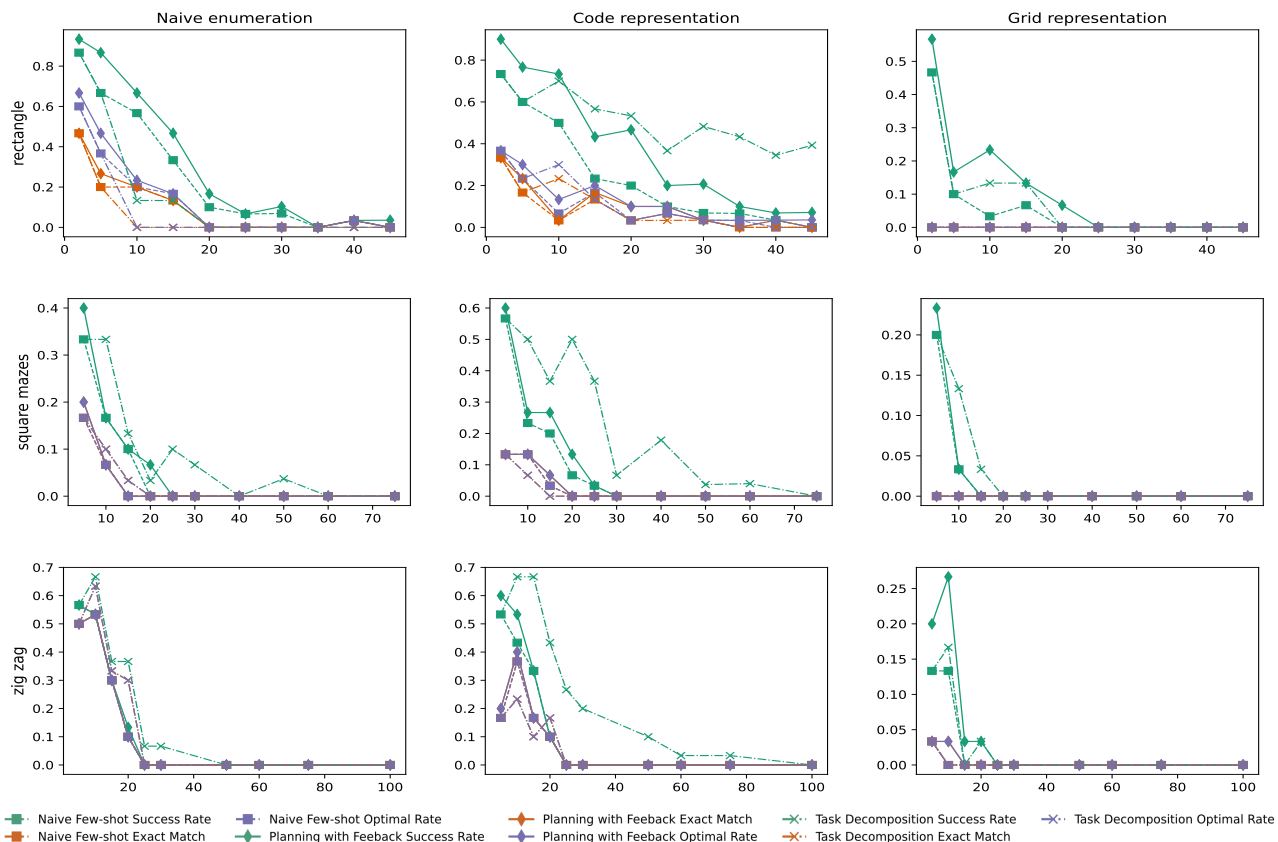 Naive enumeration Code representation Grid representation
rectangle
0.8
0.6
0.4
0.2
0.0
0 10 20 30 40
0.8
0.6
0.4
0.2
0.0
0 10 20 30 40
0.5
0.4
0.3
0.2
0.1
0.0
0 10 20 30 40
square mazes
0.4
0.3
0.2
0.1
0.0
10 20 30 40 50 60 70
0.6
0.5
0.4
0.3
0.2
0.1
0.0
10 20 30 40 50 60 70
0.20
0.15
0.10
0.05
0.00
10 20 30 40 50 60 70
zig zag
0.7
0.6
0.5
0.4
0.3
0.2
0.1
0.0
20 40 60 80 100
0.7
0.6
0.5
0.4
0.3
0.2
0.1
0.0
20 40 60 80 100
0.25
0.20
0.15
0.10
0.05
0.00
20 40 60 80 100
Naive Few-shot Success Rate
Naive Few-shot Exact Match
Naive Few-shot Optimal Rate
Planning with Feeback Success Rate
Planning with Feeback Exact Match
Planning with Feeback Optimal Rate
Task Decomposition Success Rate
Task Decomposition Exact Match
Task Decomposition Optimal Rate